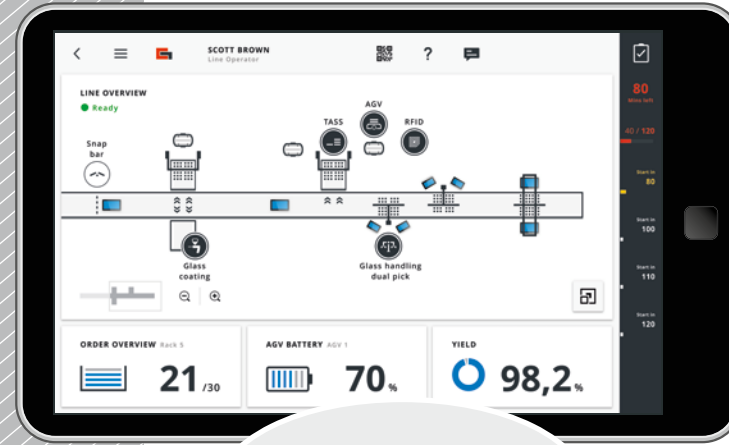 SCOTT BROWN
Line Operator
?
LINE OVERVIEW
Ready
AGV
TASS
RFID
Snap
bar
Glass
coating
Glass handling
dual pick
ORDER OVERVIEW Rack 5
21 /30
AGV BATTERY AGV 1
70 %
YIELD
98,2 %
80
Mins left
40 / 120
Start in
80
Start in
100
Start in
110
Start in
120